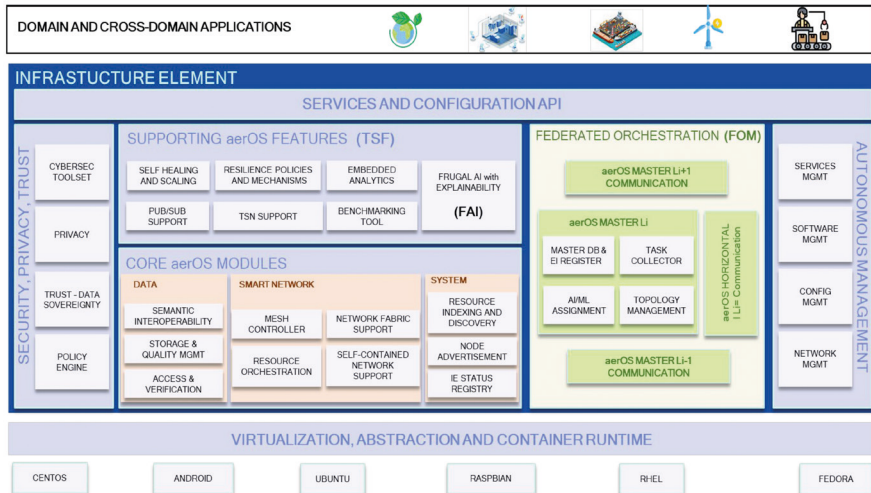 DOMAIN AND CROSS-DOMAIN APPLICATIONS
INFRASTUCTURE ELEMENT
SERVICES AND CONFIGURATION API
SECURITY, PRIVACY, TRUST
CYBERSEC
TOOLSET
PRIVACY
TRUST - DATA
SOVEREIGNTY
POLICY
ENGINE
SUPPORTING aerOS FEATURES (TSF)
SELF HEALING
AND SCALING
RESILIENCE POLICIES
AND MECHANISMS
EMBEDDED
ANALYTICS
FRUGAL AI with
EXPLAINABILITY
(FAI)
PUB/SUB
SUPPORT
TSN SUPPORT
BENCHMARKING
TOOL
CORE aerOS MODULES
DATA
SEMANTIC
INTEROPERABILITY
STORAGE &
QUALITY MGMT
ACCESS &
VERIFICATION
SMART NETWORK
MESH
CONTROLLER
NETWORK FABRIC
SUPPORT
RESOURCE
ORCHESTRATION
SELF-CONTAINED
NETWORK
SUPPORT
SYSTEM
RESOURCE
INDEXING AND
DISCOVERY
NODE
ADVERTISEMENT
IE STATUS
REGISTRY
FEDERATED ORCHESTRATION (FOM)
aerOS MASTER Li+1
COMMUNICATION
aerOS MASTER Li
MASTER DB &
EI REGISTER
TASK
COLLECTOR
AI/ML
ASSIGNMENT
TOPOLOGY
MANAGEMENT
aerOS HORIZONTAL
I Li= Communication
aerOS MASTER Li-1
COMMUNICATION
SERVICES
MGMT
SOFTWARE
MGMT
CONFIG
MGMT
NETWORK
MGMT
AUTONOMOUS MANAGEMENT
VIRTUALIZATION, ABSTRACTION AND CONTAINER RUNTIME
CENTOS
ANDROID
UBUNTU
RASPBIAN
RHEL
FEDORA